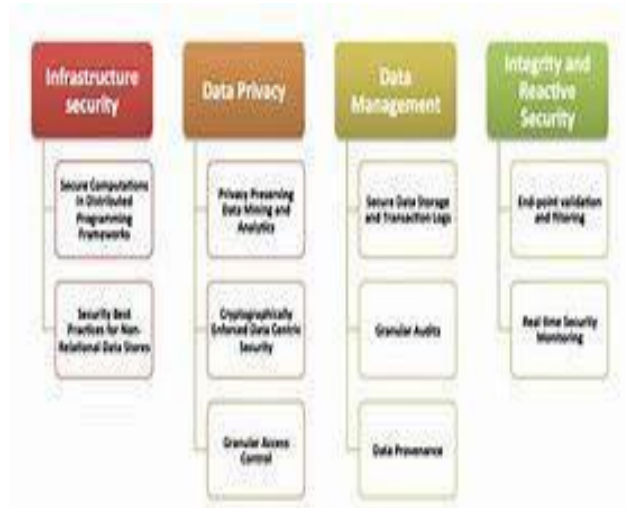 Infrastructure
security
Secure Computations
in Distributed
Programming
Frameworks
Security Best
Practices for Non-
Relational Data Stores
Data Privacy
Privacy Preserving
Data Mining and
Analytics
Cryptographically
Enforced Data Centric
Security
Granular Access
Control
Data
Management
Secure Data Storage
and Transaction Logs
Granular Audits
Data Provenance
Integrity and
Reactive
Security
End-point validation
and filtering
Real time Security
Monitoring